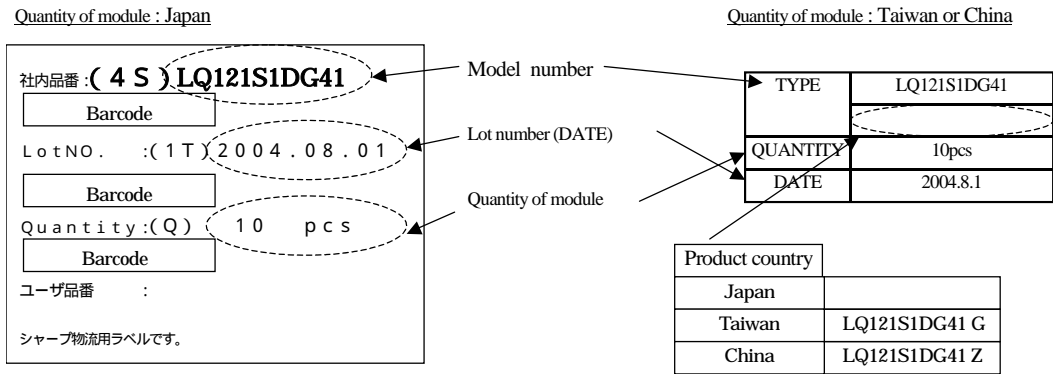 Quantity of module : Japan
Quantity of module : Taiwan or China
社内品番 :(４Ｓ) LQ121S1DG41
Barcode
ＬｏｔＮＯ． :(１Ｔ) ２００４．０８．０１
Barcode
Ｑｕａｎｔｉｔｙ :(Ｑ) １０ ｐｃｓ
Barcode
ユーザ品番 :
シャープ物流用ラベルです。
Model number
Lot number (DATE)
Quantity of module
TYPE LQ121S1DG41
QUANTITY 10pcs
DATE 2004.8.1
Product country
Japan
Taiwan LQ121S1DG41 G
China LQ121S1DG41 Z